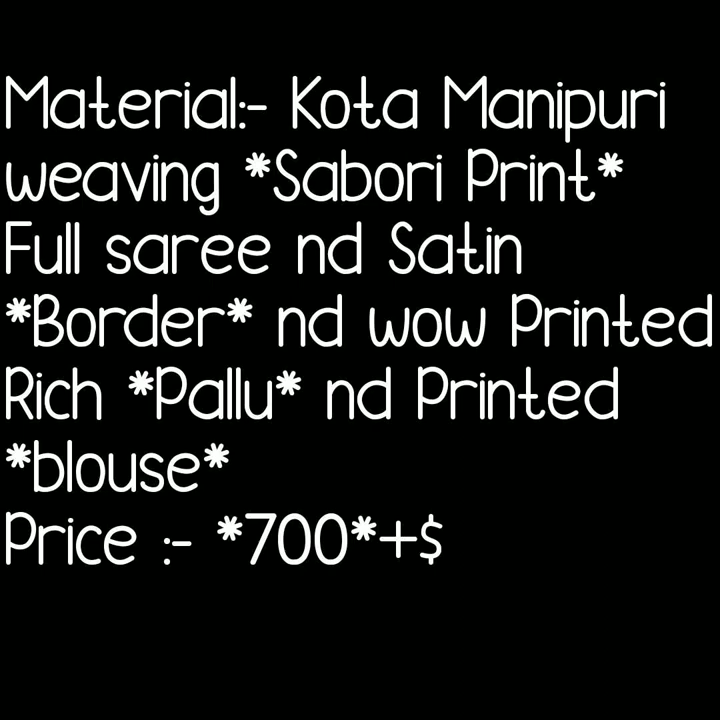 Material:- Kota Manipuri
weaving *Sabori Print*
Full saree nd Satin
*Border* nd wow Printed
Rich *Pallu* nd Printed
*blouse*
Price :- *700*+$